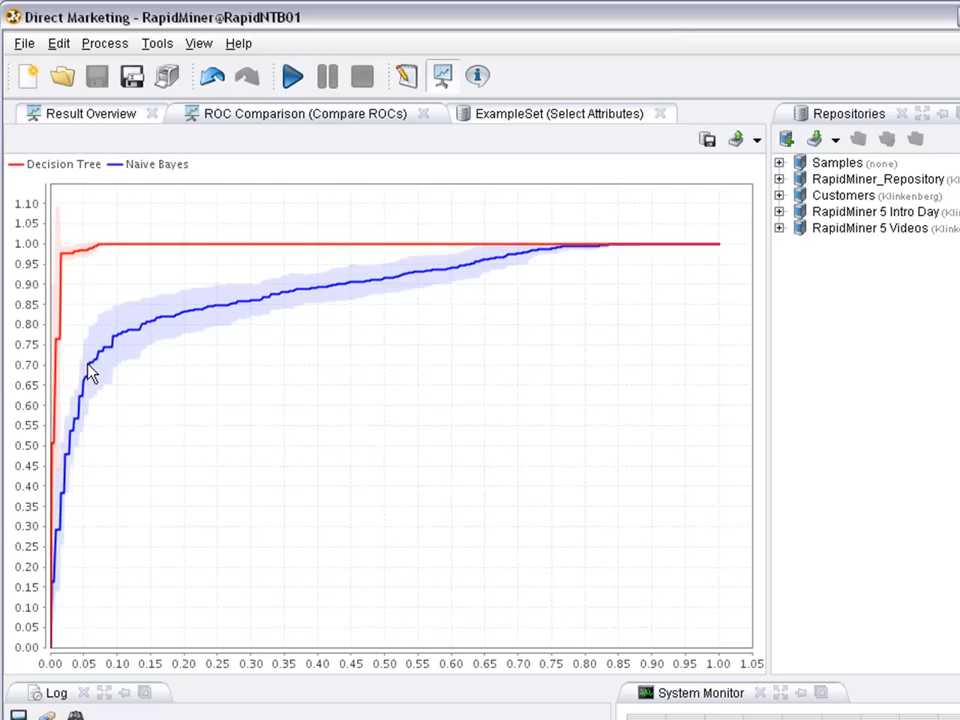 Direct Marketing - RapidMiner@RapidNTB01
File Edit Process Tools View Help
Result Overview ROC Comparison (Compare ROCs) ExampleSet (Select Attributes) Repositories
Decision Tree Naive Bayes
1.10
1.05
1.00
0.95
0.90
0.85
0.80
0.75
0.70
0.65
0.60
0.55
0.50
0.45
0.40
0.35
0.30
0.25
0.20
0.15
0.10
0.05
0.00
0.00 0.05 0.10 0.15 0.20 0.25 0.30 0.35 0.40 0.45 0.50 0.55 0.60 0.65 0.70 0.75 0.80 0.85 0.90 0.95 1.00 1.05
Samples (none)
RapidMiner_Repository (Kl
Customers (Klinkenberg)
RapidMiner 5 Intro Day (Kli
RapidMiner 5 Videos (Klinke
Log System Monitor